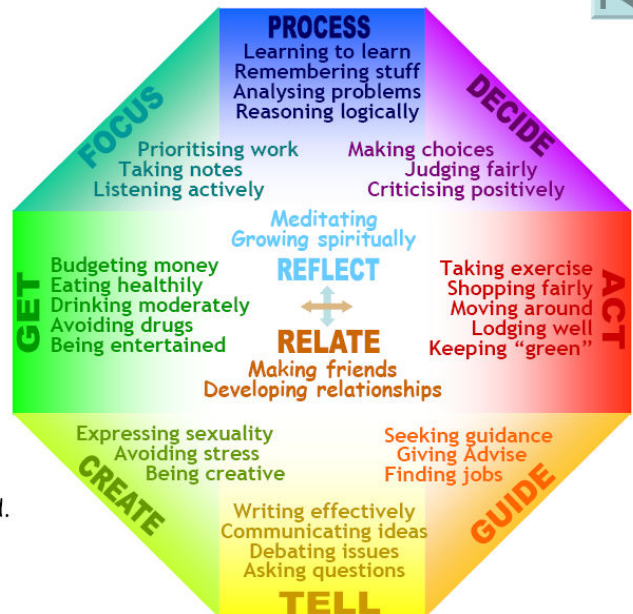 PROCESS
Learning to learn
Remembering stuff
Analysing problems
Reasoning logically
FOCUS
Prioritising work
Taking notes
Listening actively
DECIDE
Making choices
Judging fairly
Criticising positively
Meditating
Growing spiritually
REFLECT
GET
Budgeting money
Eating healthily
Drinking moderately
Avoiding drugs
Being entertained
ACT
Taking exercise
Shopping fairly
Moving around
Lodging well
Keeping “green”
RELATE
Making friends
Developing relationships
CREATE
Expressing sexuality
Avoiding stress
Being creative
GUIDE
Seeking guidance
Giving Advise
Finding jobs
Writing effectively
Communicating ideas
Debating issues
Asking questions
TELL